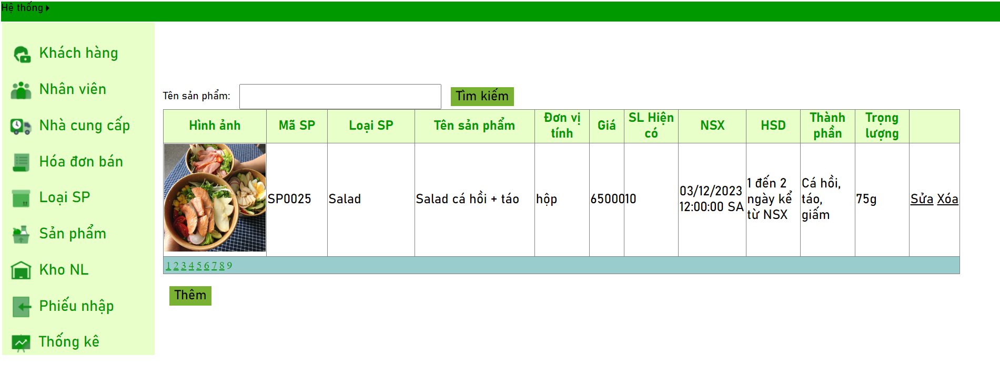 Hệ thống
Khách hàng
Nhân viên
Nhà cung cấp
Hóa đơn bán
Loại SP
Sản phẩm
Kho NL
Phiếu nhập
Thống kê
Tên sản phẩm: Tìm kiếm
Hình ảnh Mã SP Loại SP Tên sản phẩm Đơn vị tính Giá SL Hiện có NSX HSD Thành phần Trọng lượng
SP0025 Salad Salad cá hồi + táo hộp 65000 10 03/12/2023 12:00:00 SA 1 đến 2 ngày kể từ NSX Cá hồi, táo, giấm 75g Sửa Xóa
1 2 3 4 5 6 7 8 9
Thêm